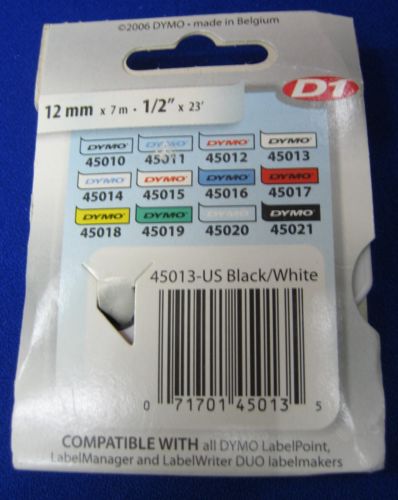 ©2006 DYMO • made in Belgium
D1
12 mm x 7 m • 1/2" x 23'
DYMO DYMO DYMO DYMO
45010 45011 45012 45013
DYMO DYMO DYMO DYMO
45014 45015 45016 45017
DYMO DYMO DYMO DYMO
45018 45019 45020 45021
45013-US Black/White
0 71701 45013 5
COMPATIBLE WITH all DYMO LabelPoint,
LabelManager and LabelWriter DUO labelmakers